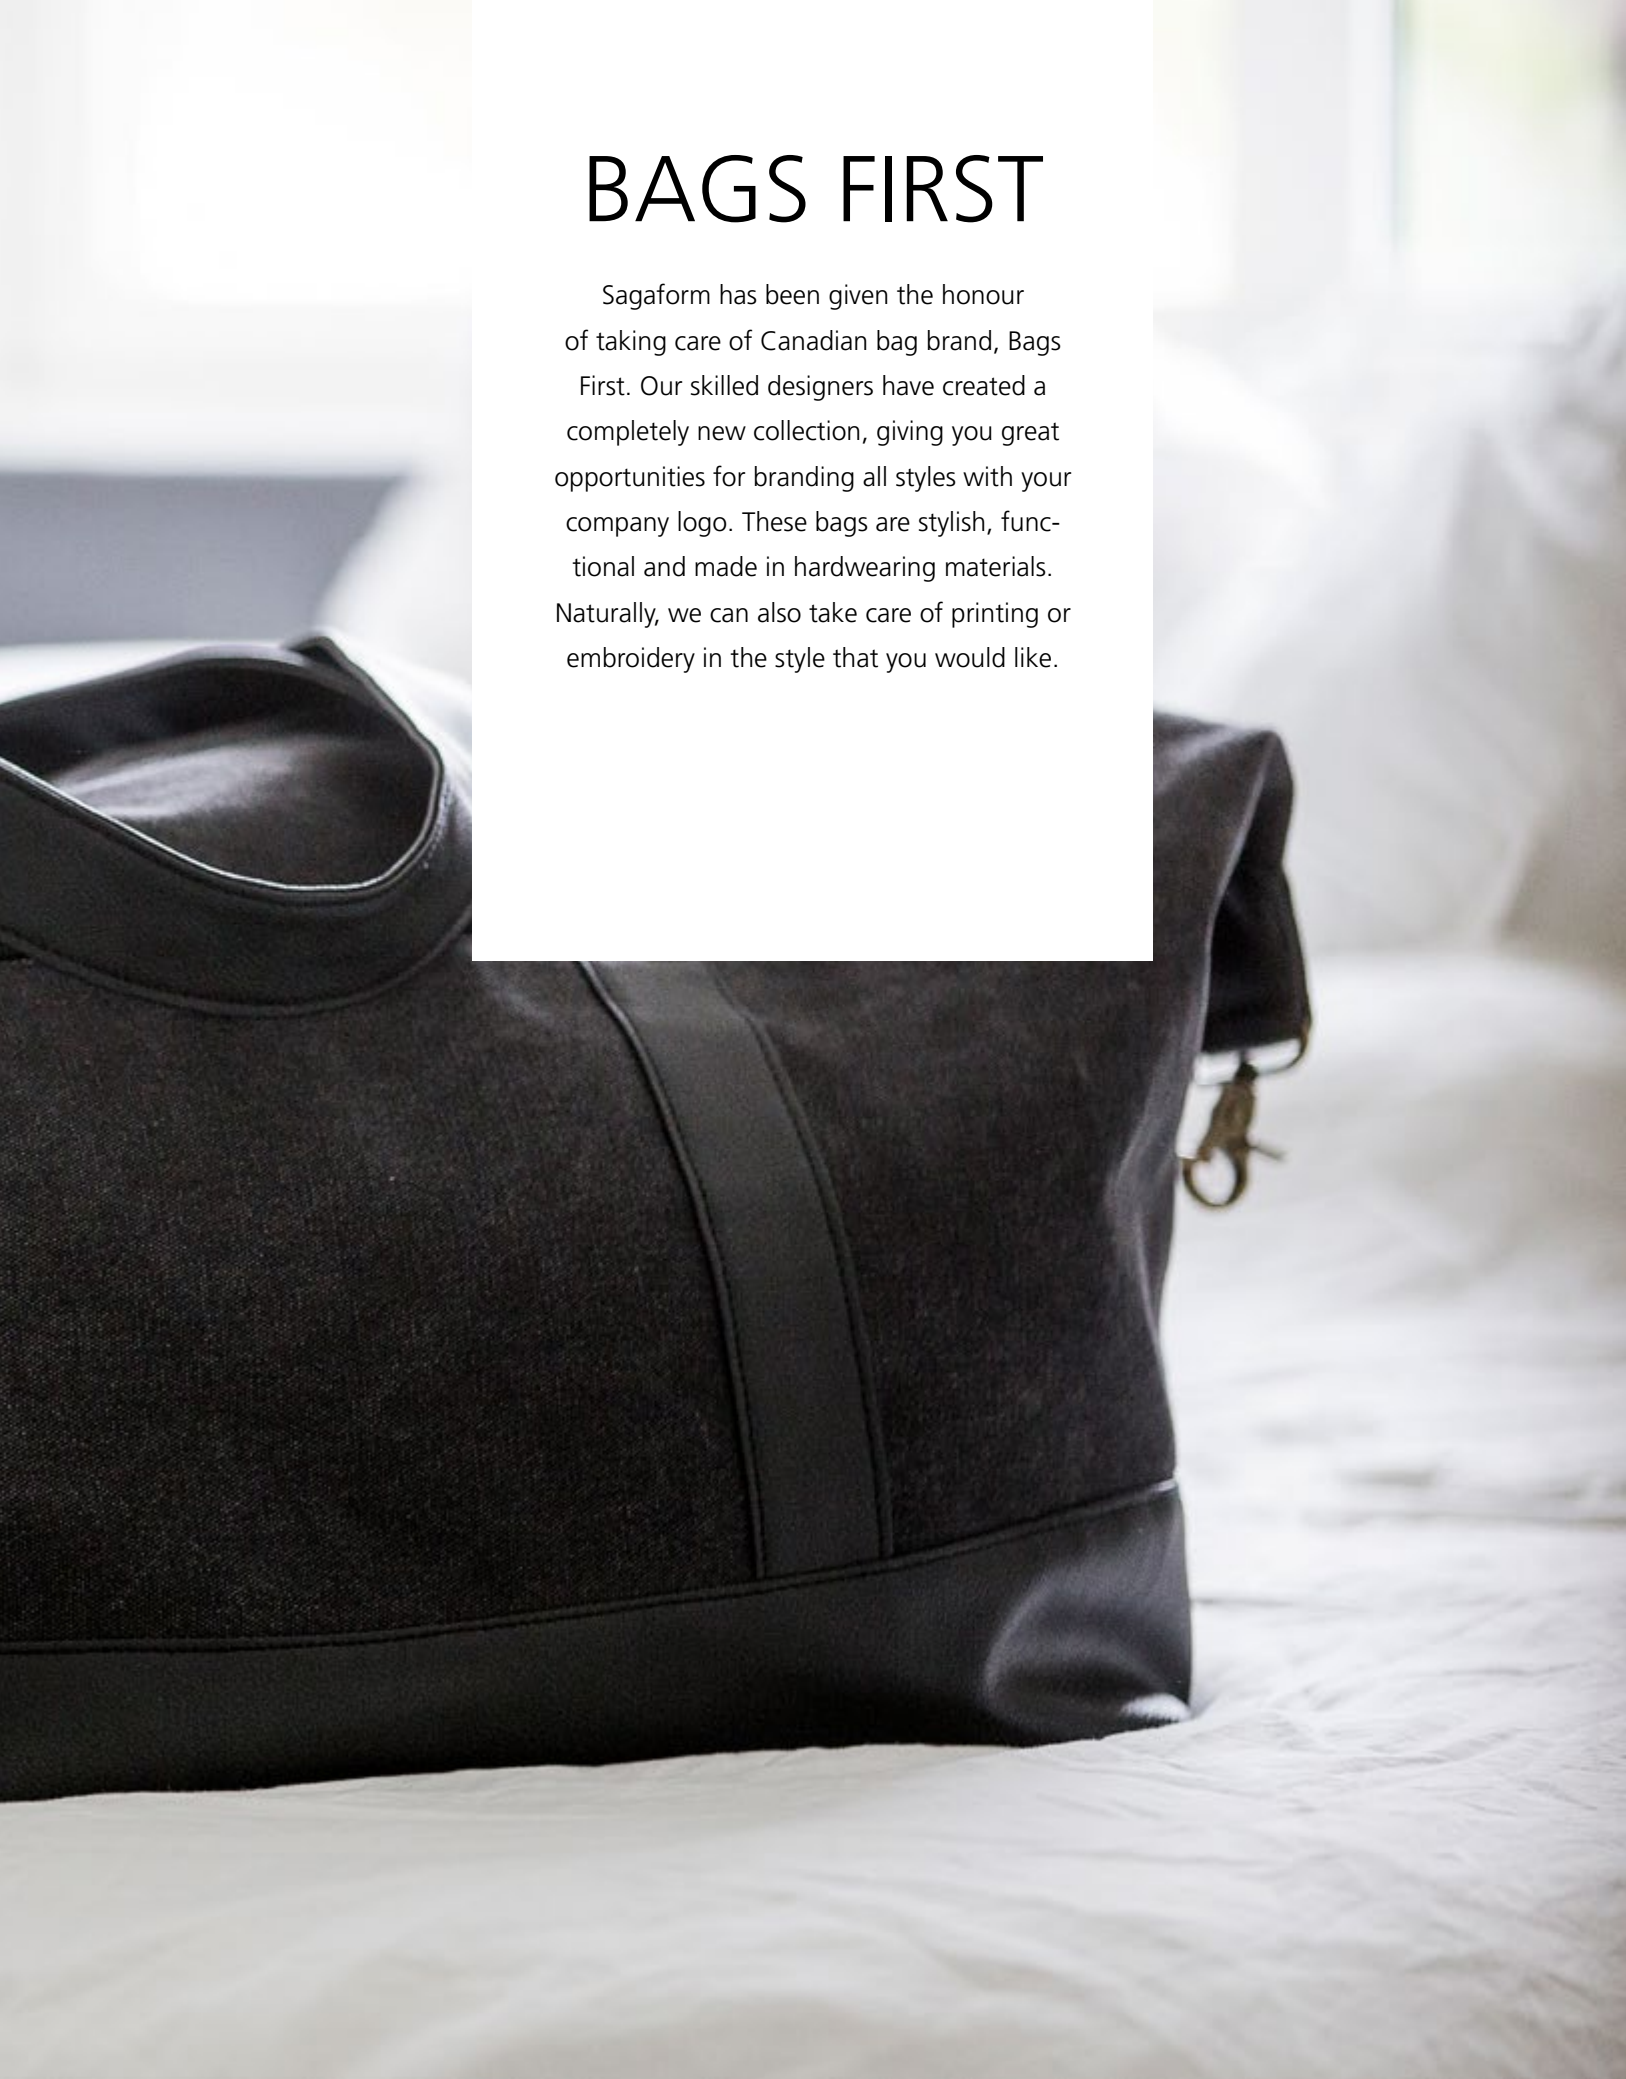 BAGS FIRST
Sagaform has been given the honour
of taking care of Canadian bag brand, Bags
First. Our skilled designers have created a
completely new collection, giving you great
opportunities for branding all styles with your
company logo. These bags are stylish, func-
tional and made in hardwearing materials.
Naturally, we can also take care of printing or
embroidery in the style that you would like.